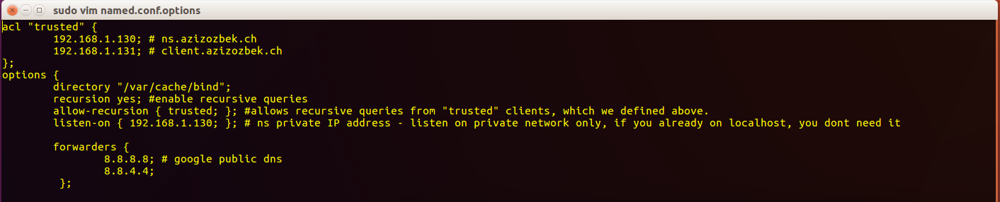 sudo vim named.conf.options
acl "trusted" {
        192.168.1.130; # ns.azizozbek.ch
        192.168.1.131; # client.azizozbek.ch
};
options {
        directory "/var/cache/bind";
        recursion yes; #enable recursive queries
        allow-recursion { trusted; }; #allows recursive queries from "trusted" clients, which we defined above.
        listen-on { 192.168.1.130; }; # ns private IP address - listen on private network only, if you already on localhost, you dont need it
        forwarders {
                8.8.8.8; # google public dns
                8.8.4.4;
         };